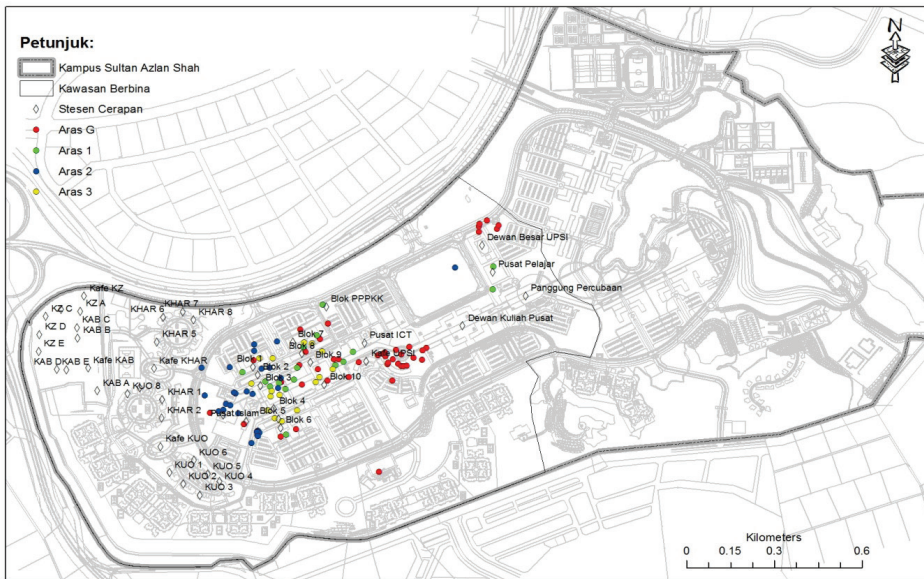 Petunjuk:
Kampus Sultan Azlan Shah
Kawasan Berbina
Stesen Cerapan
Aras G
Aras 1
Aras 2
Aras 3
N
Dewan Besar UPSI
Pusat Pelajar
Panggung Percubaan
Dewan Kuliah Pusat
Kafe KZ
KZ A
KZ C
KAB C
KZ D
KAB B
KZ E
KAB D
KAB E
Kafe KAB
KAB A
KUO 8
KHAR 7
KHAR 6
KHAR 8
KHAR 5
Kafe KHAR
KHAR 1
KHAR 2
Blok PPPKK
Blok 7
Blok 8
Blok 9
Pusat ICT
Kafe UPSI
Blok 1
Blok 2
Blok 3
Blok 10
Blok 4
Blok 5
Pusat Islam
Blok 6
Kafe KUO
KUO 6
KUO 1
KUO 5
KUO 2
KUO 4
KUO 3
Kilometers
0 0.15 0.3 0.6